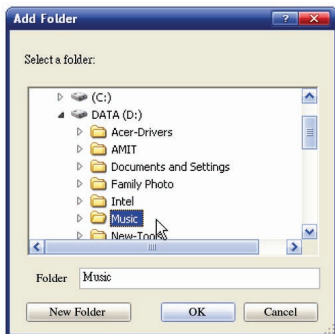 Add Folder
Select a folder:
(C:)
DATA (D:)
Acer-Drivers
AMIT
Documents and Settings
Family Photo
Intel
Music
New-Tools
Folder Music
New Folder OK Cancel